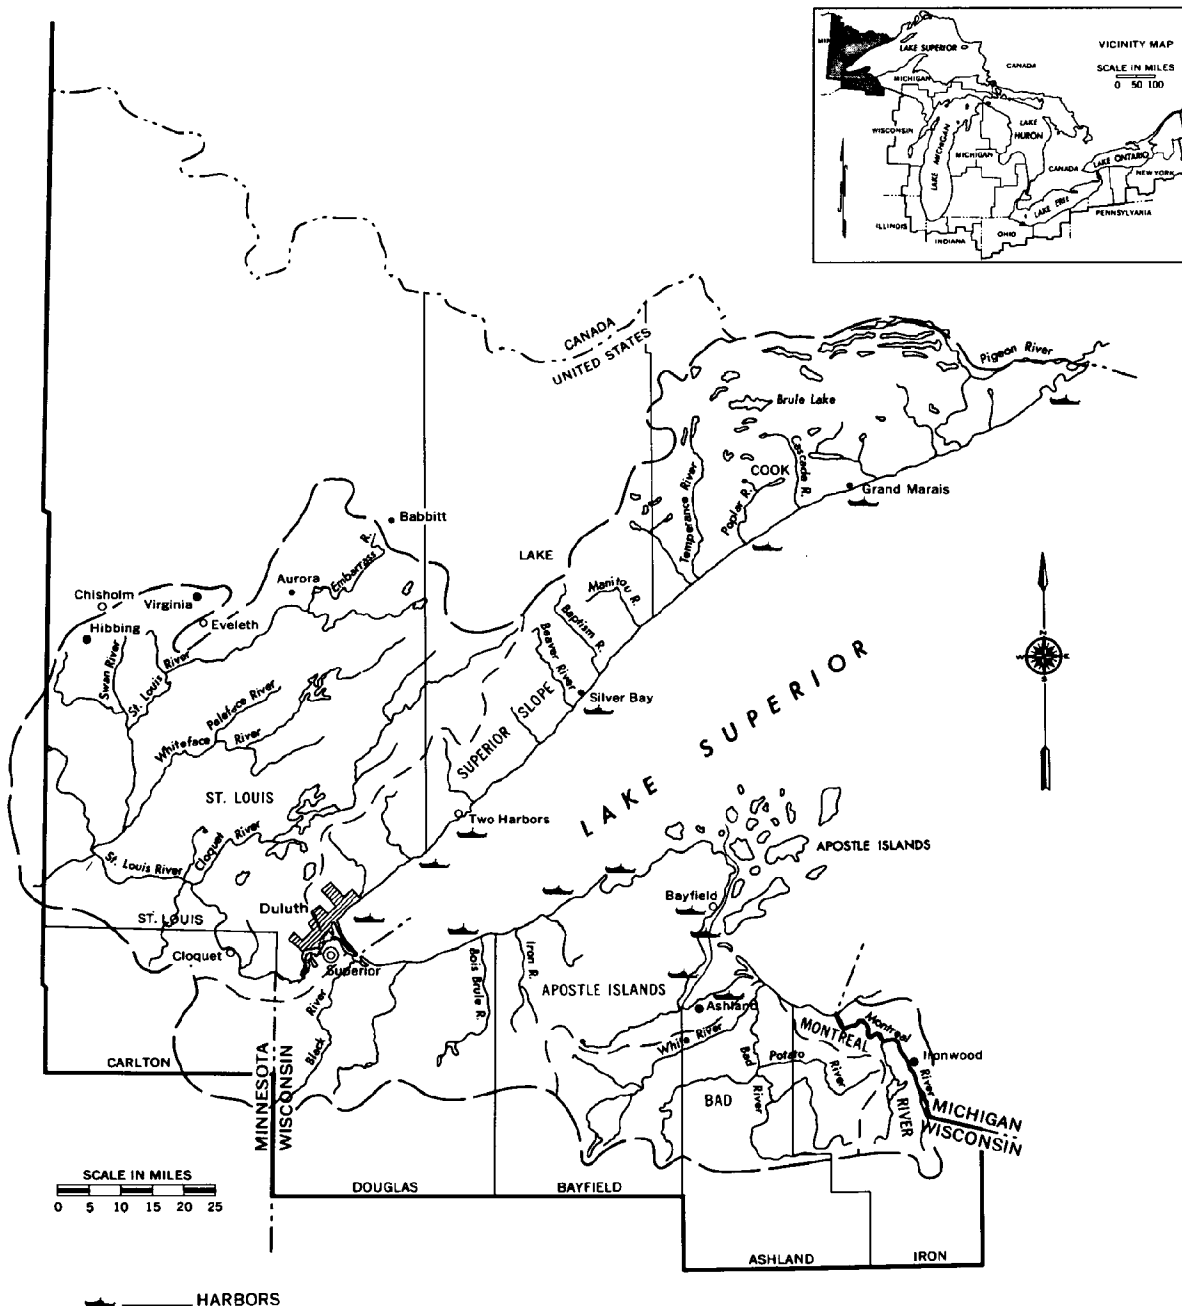 VICINITY MAP
SCALE IN MILES
0 50 100
MIN
LAKE SUPERIOR
CANADA
MICHIGAN
WISCONSIN
LAKE MICHIGAN
MICHIGAN
LAKE HURON
CANADA
LAKE ONTARIO
NEW YORK
LAKE ERIE
PENNSYLVANIA
ILLINOIS
INDIANA
OHIO
CANADA
UNITED STATES
Pigeon River
Brule Lake
Cascade R.
COOK
Poplar R.
Temperance River
Grand Marais
Babbitt
LAKE
Embarrass R.
Aurora
Manitou R.
Chisholm
Virginia
Eveleth
Hibbing
Baptism R.
Beaver River
Swan River
St. Louis River
Silver Bay
Paleface River
Whiteface River
SUPERIOR SLOPE
LAKE SUPERIOR
N
W E
S
ST. LOUIS
Two Harbors
Cloquet River
St. Louis River
APOSTLE ISLANDS
Bayfield
Duluth
ST. LOUIS
Cloquet
Superior
Bois Brule R.
Iron R.
APOSTLE ISLANDS
Ashland
White River
Black River
MONTREAL RIVER
Montreal River
Ironwood
Bad River
Potato River
BAD
CARLTON
MINNESOTA
WISCONSIN
MICHIGAN
WISCONSIN
SCALE IN MILES
0 5 10 15 20 25
DOUGLAS
BAYFIELD
ASHLAND
IRON
HARBORS